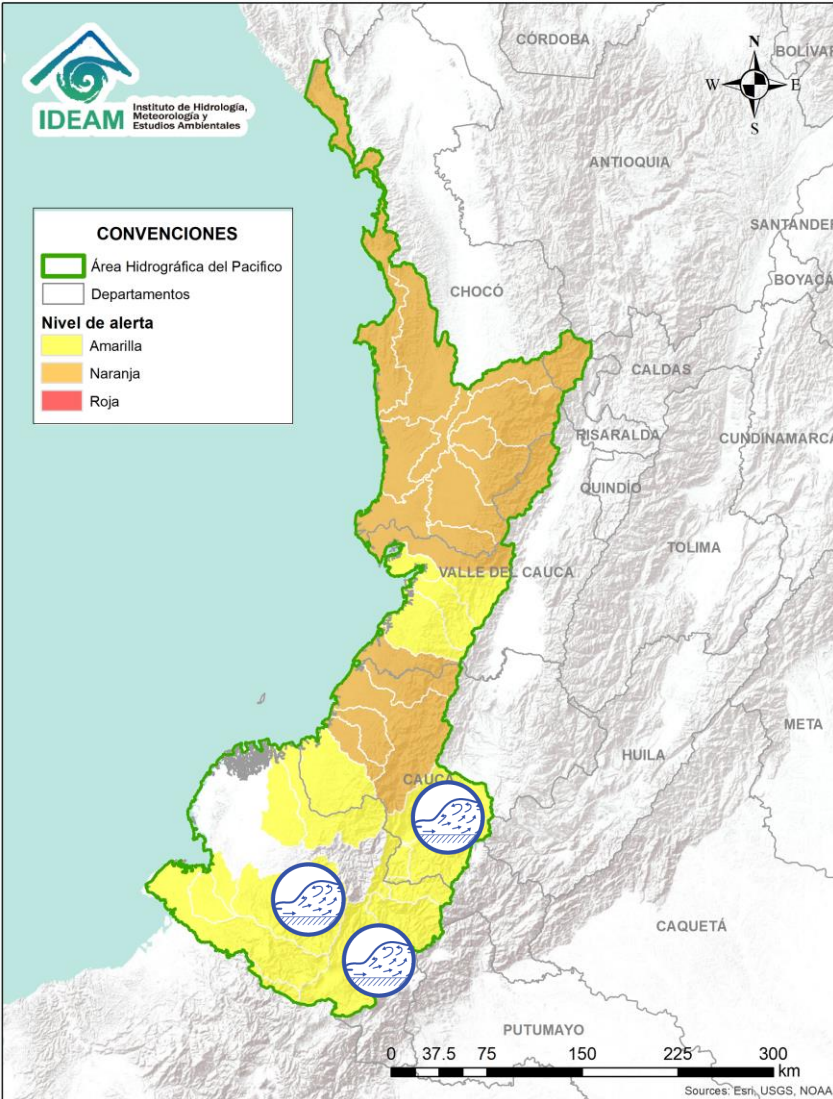 IDEAM
Instituto de Hidrología,
Meteorología y
Estudios Ambientales
CÓRDOBA
BOLÍVAR
N
W
E
S
ANTIOQUIA
SANTANDER
BOYACÁ
CONVENCIONES
Área Hidrográfica del Pacifico
Departamentos
Nivel de alerta
Amarilla
Naranja
Roja
CHOCÓ
CALDAS
RISARALDA
CUNDINAMARCA
QUINDÍO
TOLIMA
VALLE DEL CAUCA
META
HUILA
CAUCA
CAQUETÁ
PUTUMAYO
0 37.5 75 150 225 300
km
Sources: Esri, USGS, NOAA